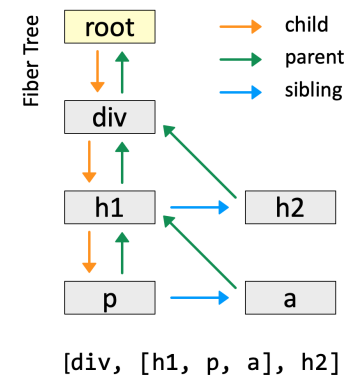 Fiber Tree
root
child
parent
sibling
div
h1
h2
p
a
[div, [h1, p, a], h2]